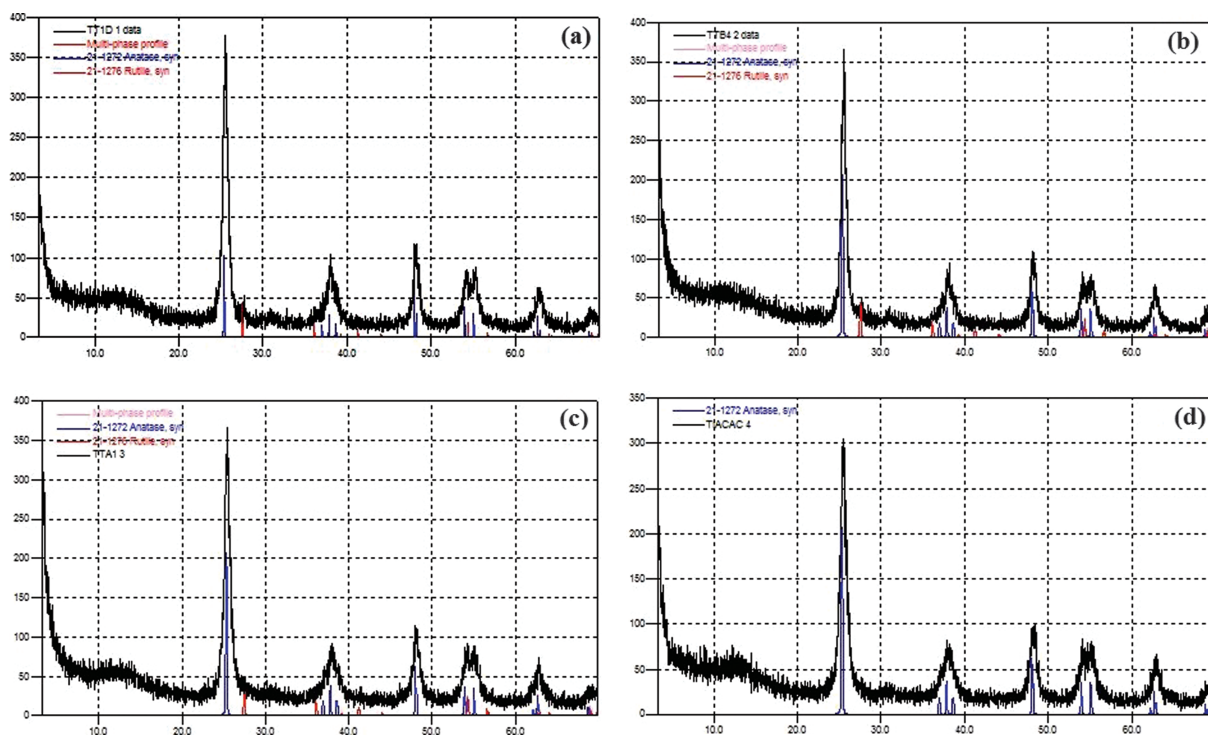 400
350
300
250
200
150
100
50
0
10.0 20.0 30.0 40.0 50.0 60.0
TT1D 1 data
Multi-phase profile
21-1272 Anatase, syn
21-1276 Rutile, syn
(a)
400
350
300
250
200
150
100
50
0
10.0 20.0 30.0 40.0 50.0 60.0
TTB4 2 data
Multi-phase profile
21-1272 Anatase, syn
21-1276 Rutile, syn
(b)
400
350
300
250
200
150
100
50
0
10.0 20.0 30.0 40.0 50.0 60.0
Multi-phase profile
21-1272 Anatase, syn
21-1276 Rutile, syn
TTA1 3
(c)
350
300
250
200
150
100
50
0
10.0 20.0 30.0 40.0 50.0 60.0
21-1272 Anatase, syn
TIACAC 4
(d)